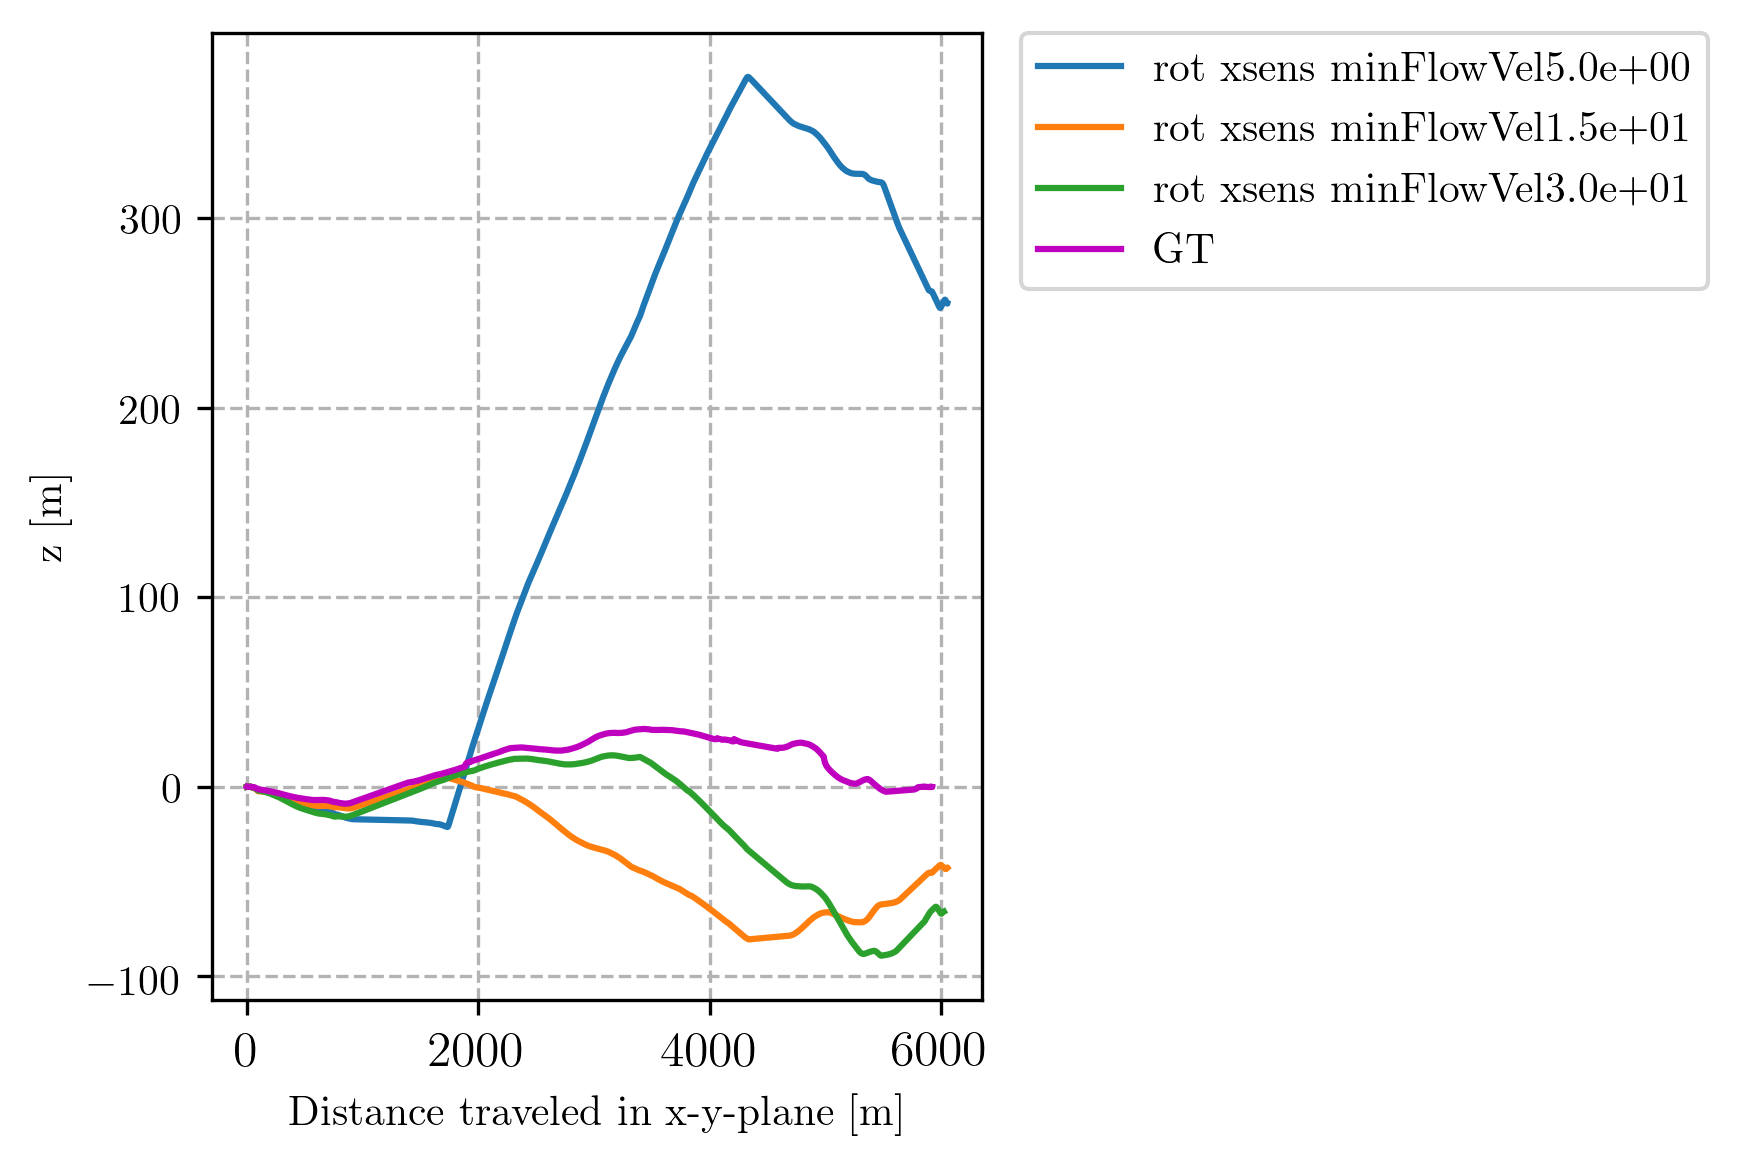 rot xsens minFlowVel5.0e+00
rot xsens minFlowVel1.5e+01
rot xsens minFlowVel3.0e+01
GT
z [m]
300
200
100
0
−100
0 2000 4000 6000
Distance traveled in x-y-plane [m]